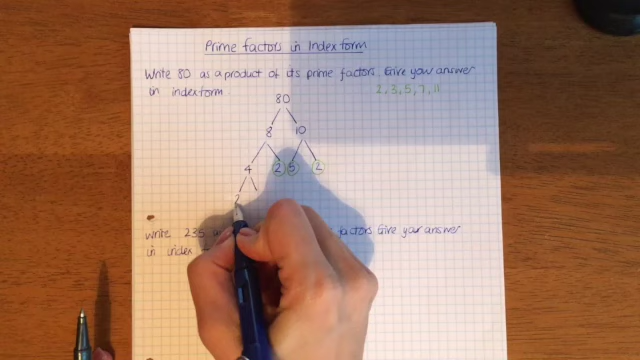 Prime factors in Index form
Write 80 as a product of its prime factors. Give your answer
in index form.
2, 3, 5, 7, 11
80
8 10
4 2 5 2
2
Write 235 factors Give your answer
in index